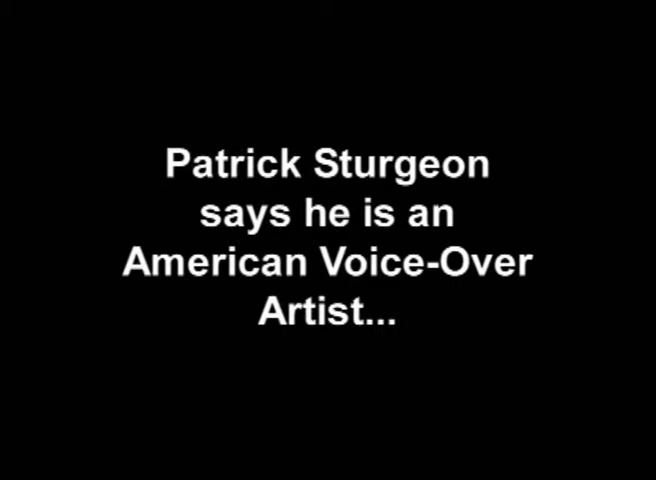 Patrick Sturgeon
says he is an
American Voice-Over
Artist...